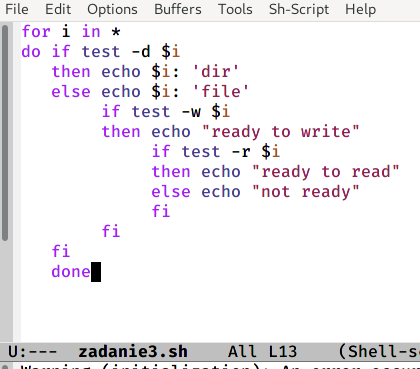 File Edit Options Buffers Tools Sh-Script Help
for i in *
do if test -d $i
then echo $i: 'dir'
else echo $i: 'file'
if test -w $i
then echo "ready to write"
if test -r $i
then echo "ready to read"
else echo "not ready"
fi
fi
fi
done
U:--- zadanie3.sh All L13 (Shell-s